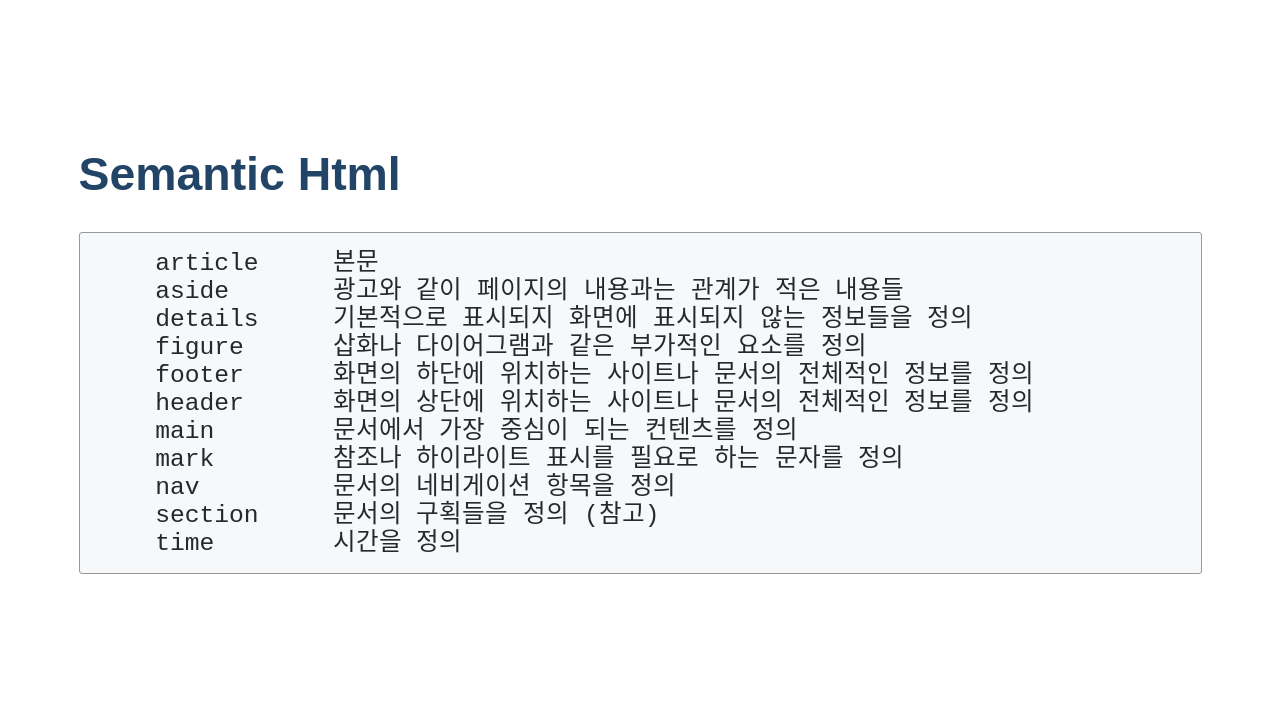 Semantic Html
article 본문
aside 광고와 같이 페이지의 내용과는 관계가 적은 내용들
details 기본적으로 표시되지 화면에 표시되지 않는 정보들을 정의
figure 삽화나 다이어그램과 같은 부가적인 요소를 정의
footer 화면의 하단에 위치하는 사이트나 문서의 전체적인 정보를 정의
header 화면의 상단에 위치하는 사이트나 문서의 전체적인 정보를 정의
main 문서에서 가장 중심이 되는 컨텐츠를 정의
mark 참조나 하이라이트 표시를 필요로 하는 문자를 정의
nav 문서의 네비게이션 항목을 정의
section 문서의 구획들을 정의 (참고)
time 시간을 정의